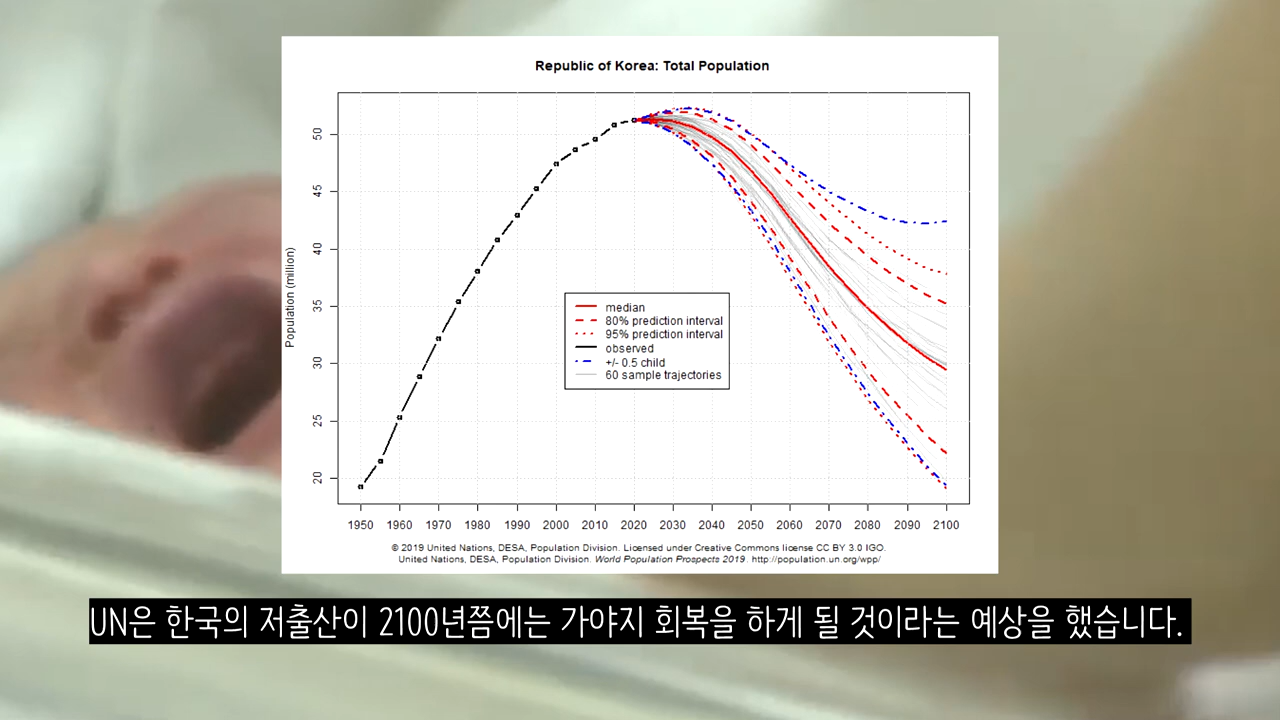 Republic of Korea: Total Population
Population (million)
50
45
40
35
30
25
20
median
80% prediction interval
95% prediction interval
observed
+/- 0.5 child
60 sample trajectories
1950 1960 1970 1980 1990 2000 2010 2020 2030 2040 2050 2060 2070 2080 2090 2100
© 2019 United Nations, DESA, Population Division. Licensed under Creative Commons license CC BY 3.0 IGO.
United Nations, DESA, Population Division. World Population Prospects 2019. http://population.un.org/wpp/
UN은 한국의 저출산이 2100년쯤에는 가야지 회복을 하게 될 것이라는 예상을 했습니다.